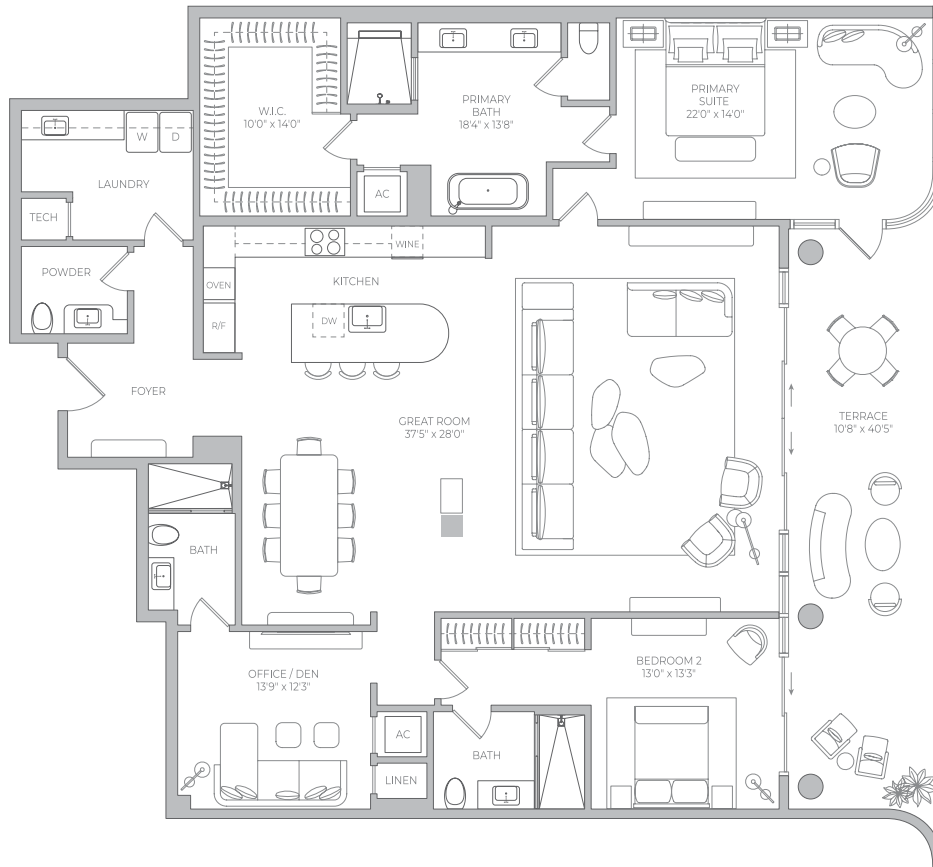 W.I.C.
10'0" x 14'0"
PRIMARY
BATH
18'4" x 13'8"
PRIMARY
SUITE
22'0" x 14'0"
W
D
LAUNDRY
AC
TECH
POWDER
WINE
KITCHEN
OVEN
R/F
DW
FOYER
GREAT ROOM
37'5" x 28'0"
TERRACE
10'8" x 40'5"
BATH
OFFICE / DEN
13'9" x 12'3"
BEDROOM 2
13'0" x 13'3"
AC
BATH
LINEN